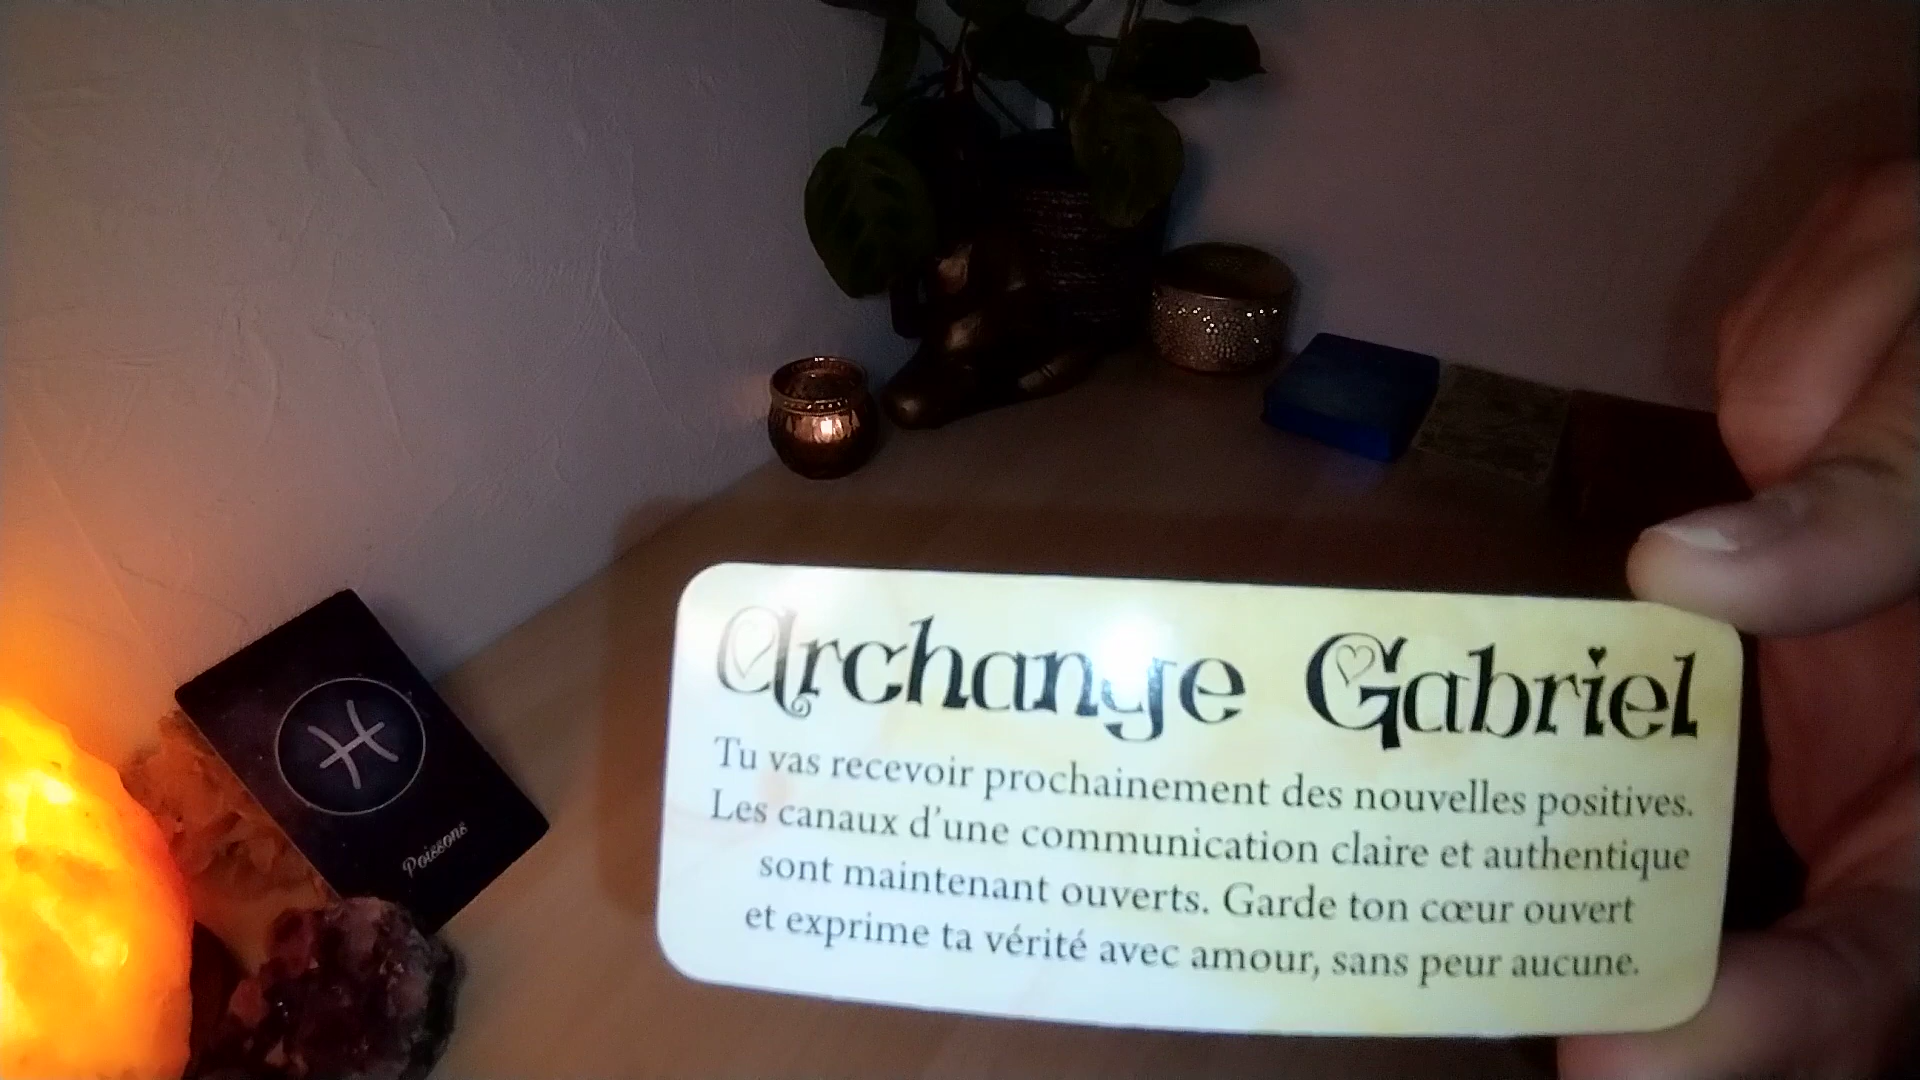 Archange Gabriel
Tu vas recevoir prochainement des nouvelles positives.
Les canaux d'une communication claire et authentique
sont maintenant ouverts. Garde ton cœur ouvert
et exprime ta vérité avec amour, sans peur aucune.
Poissons